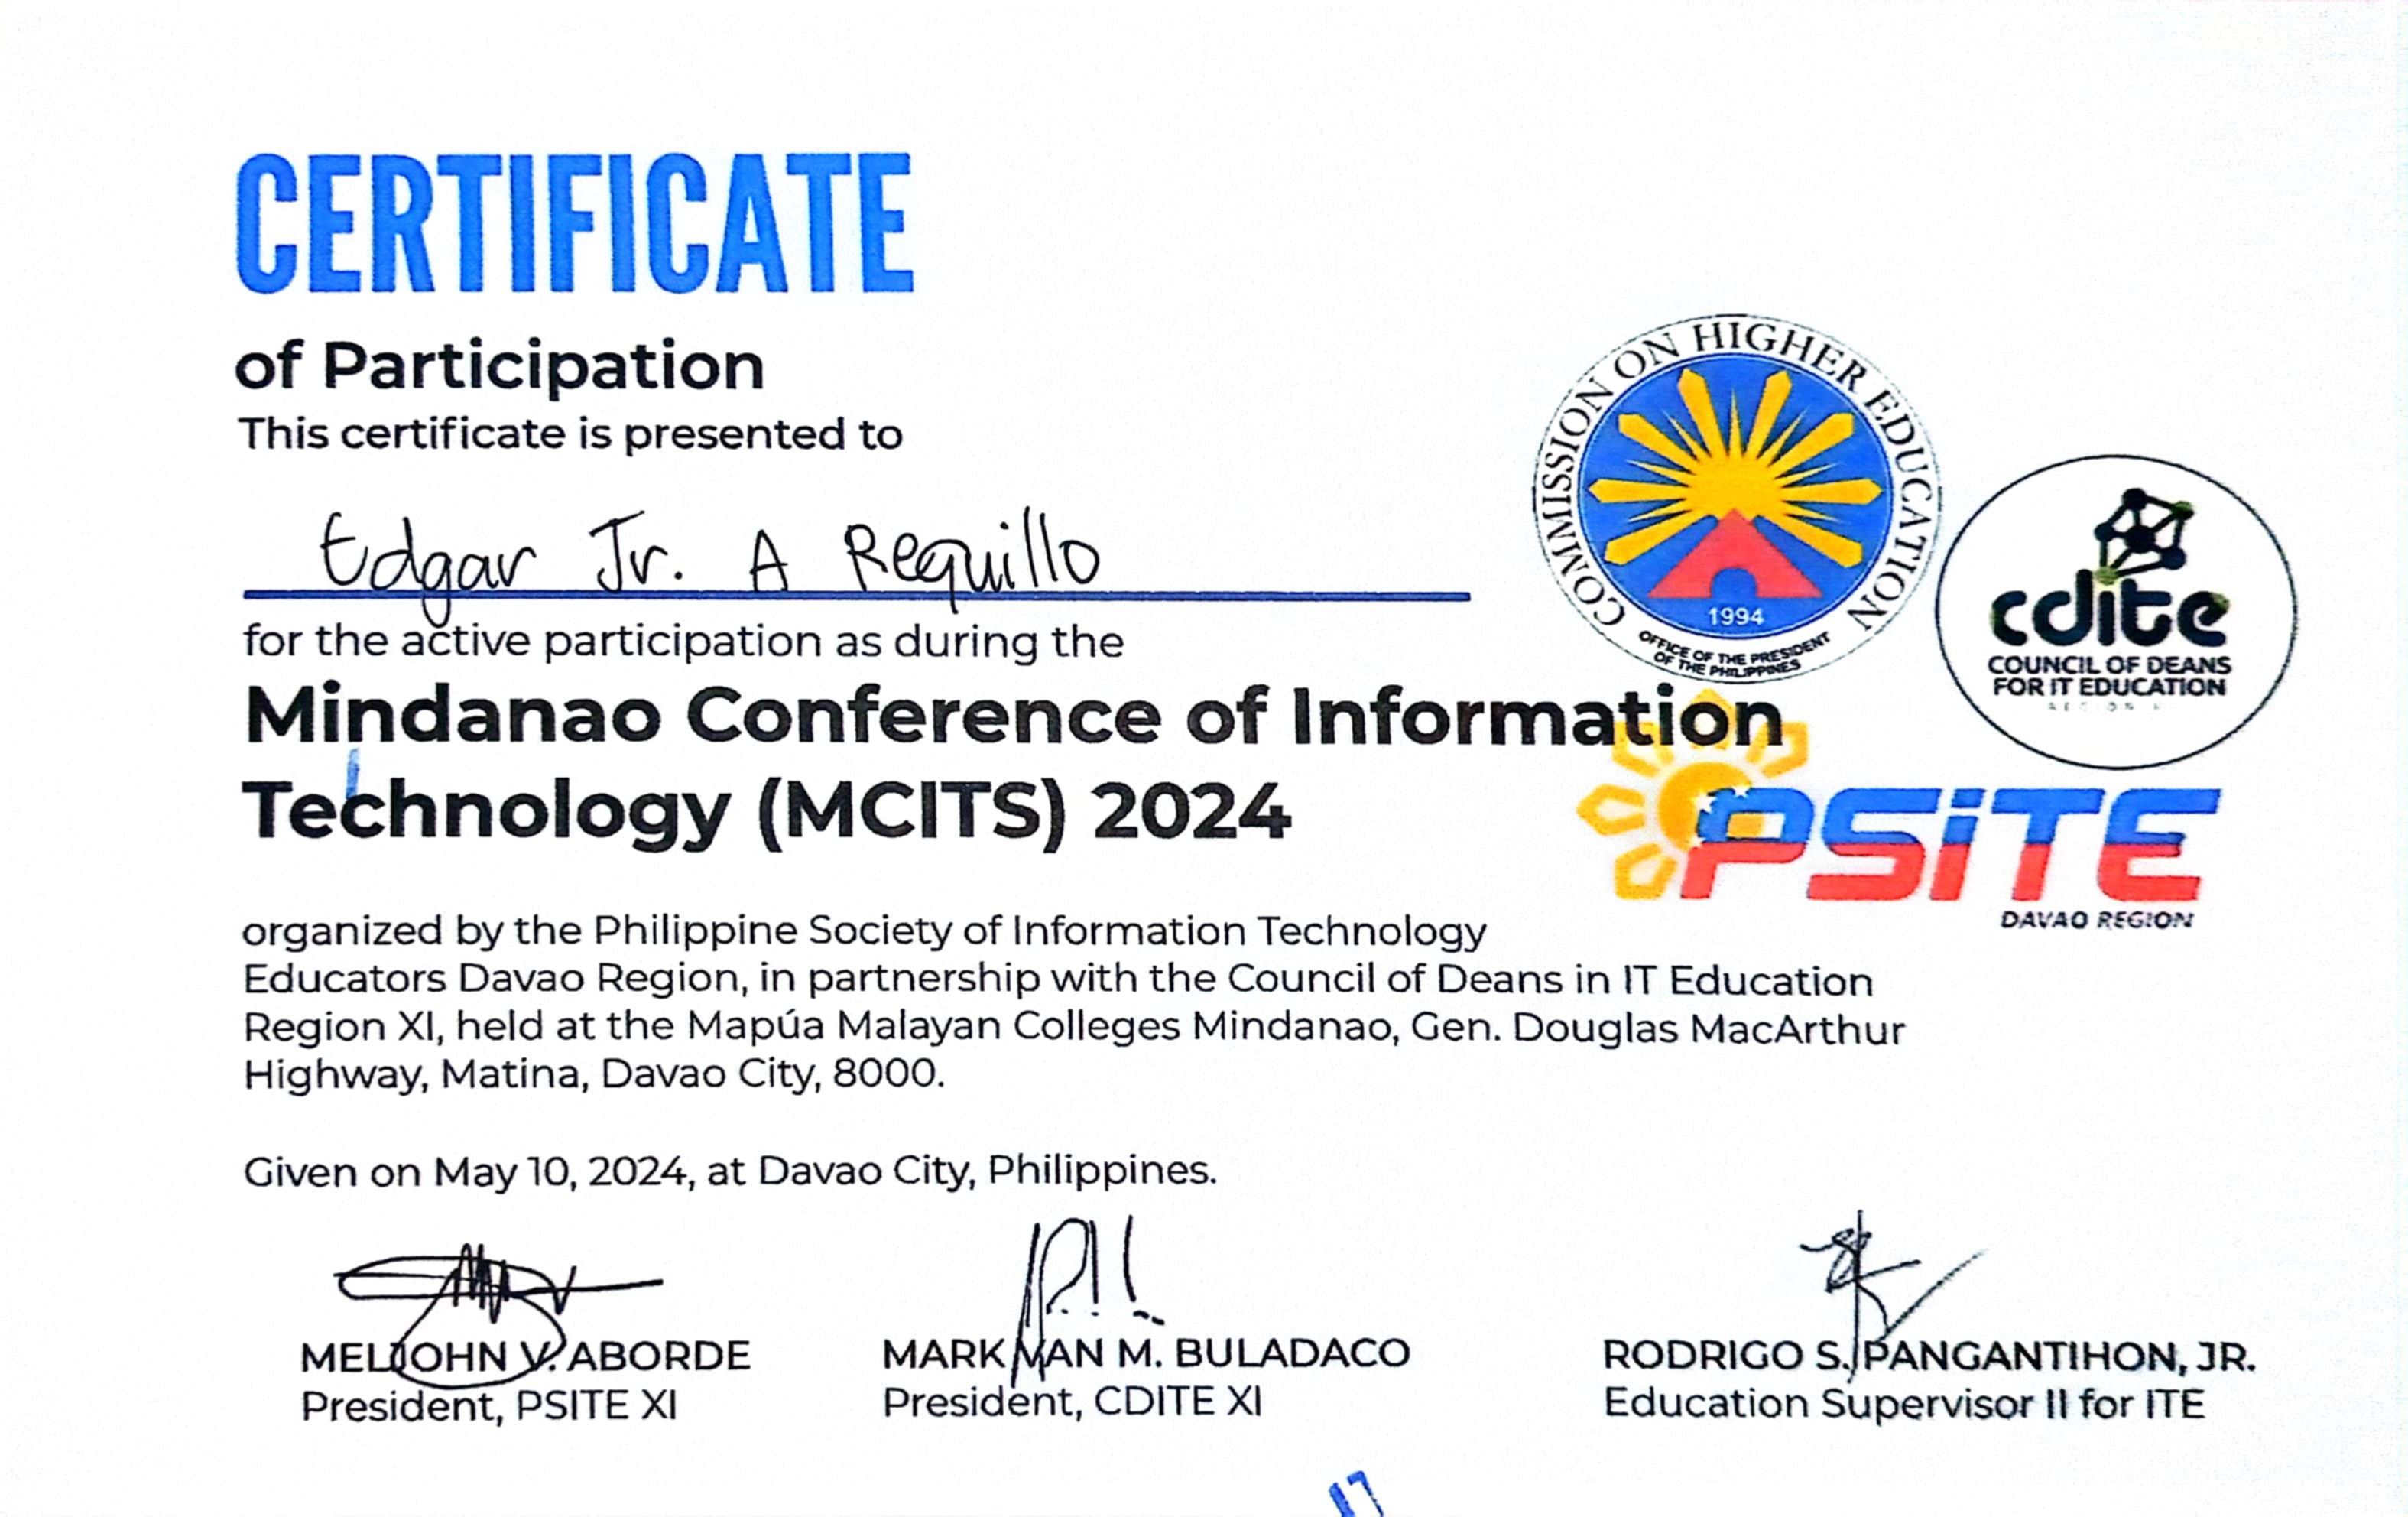 CERTIFICATE
of Participation
This certificate is presented to
Edgar Jr. A Requillo
for the active participation as during the
Mindanao Conference of Information
Technology (MCITS) 2024
organized by the Philippine Society of Information Technology
Educators Davao Region, in partnership with the Council of Deans in IT Education
Region XI, held at the Mapúa Malayan Colleges Mindanao, Gen. Douglas MacArthur
Highway, Matina, Davao City, 8000.
Given on May 10, 2024, at Davao City, Philippines.
COMMISSION ON HIGHER EDUCATION
1994
OFFICE OF THE PRESIDENT
OF THE PHILIPPINES
cdite
COUNCIL OF DEANS
FOR IT EDUCATION
PSiTE
DAVAO REGION
MELJOHN V. ABORDE
President, PSITE XI
MARK VAN M. BULADACO
President, CDITE XI
RODRIGO S. PANGANTIHON, JR.
Education Supervisor II for ITE